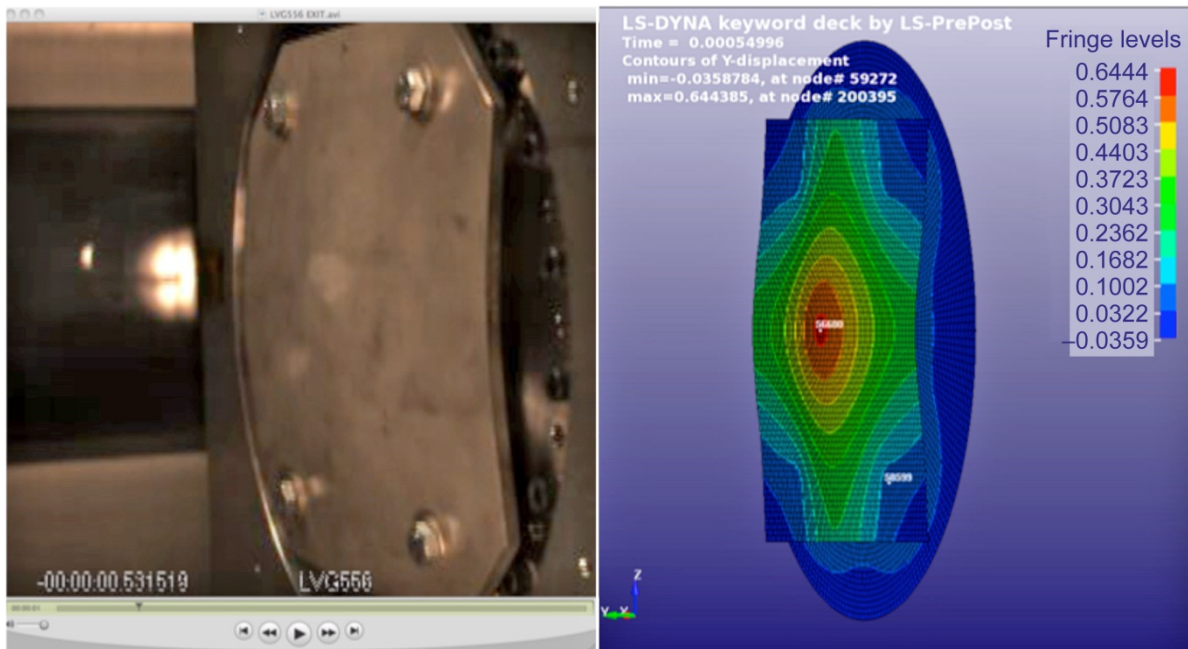 LVG556 EXIT.avi
-00:00:00.531519
LVG556
LS-DYNA keyword deck by LS-PrePost
Time = 0.00054996
Contours of Y-displacement
min=-0.0358784, at node# 59272
max=0.644385, at node# 200395
Fringe levels
0.6444
0.5764
0.5083
0.4403
0.3723
0.3043
0.2362
0.1682
0.1002
0.0322
–0.0359
Z
Y X